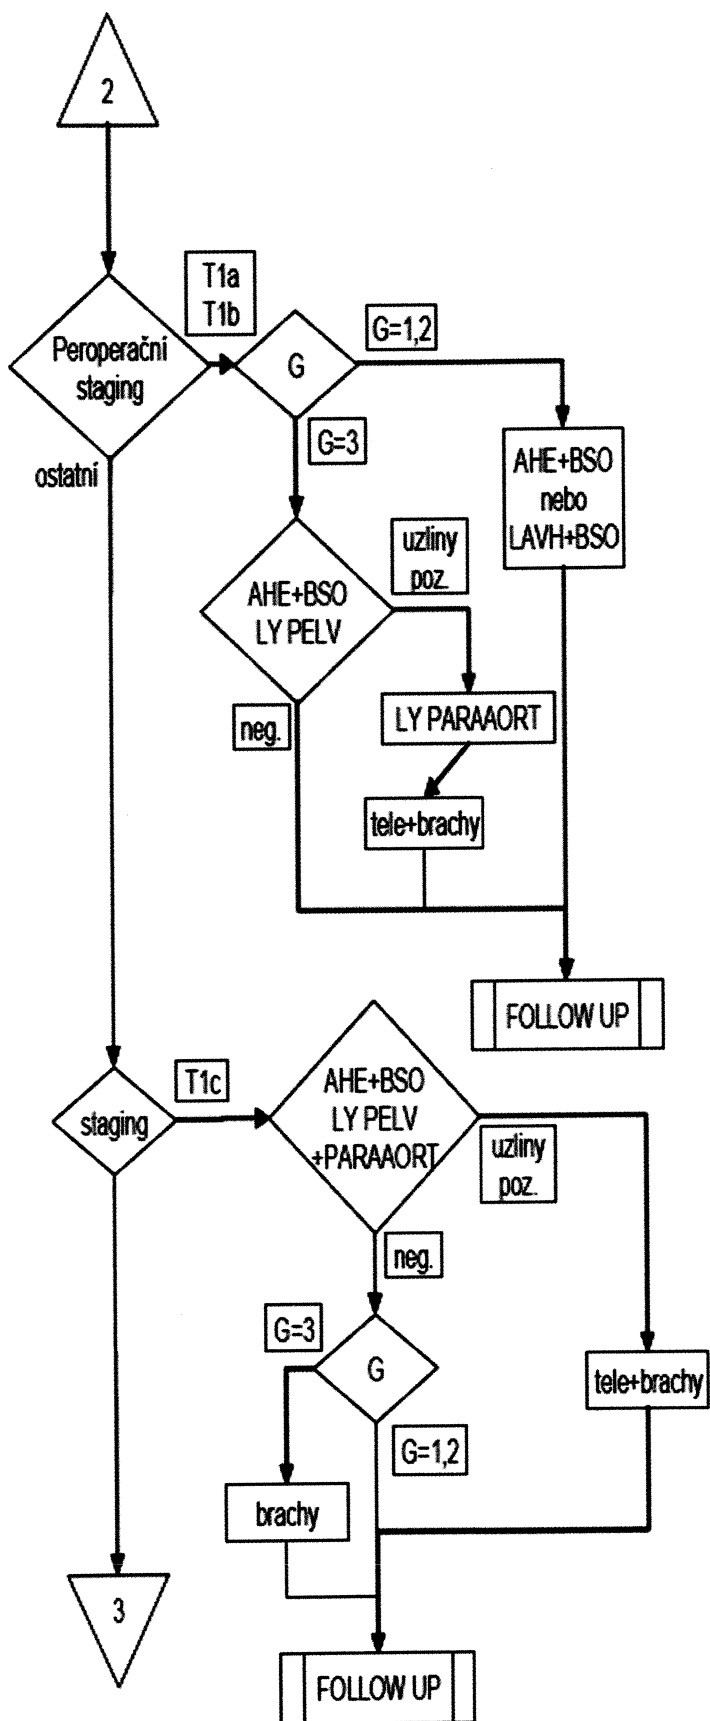 2
T1a
T1b
Peroperační
staging
G
G=1,2
G=3
ostatní
AHE+BSO
nebo
LAVH+BSO
uzliny
poz.
AHE+BSO
LY PELV
neg.
LY PARAAORT
tele+brachy
FOLLOW UP
T1c
staging
AHE+BSO
LY PELV
+PARAAORT
uzliny
poz.
neg.
G=3
G
tele+brachy
G=1,2
brachy
3
FOLLOW UP